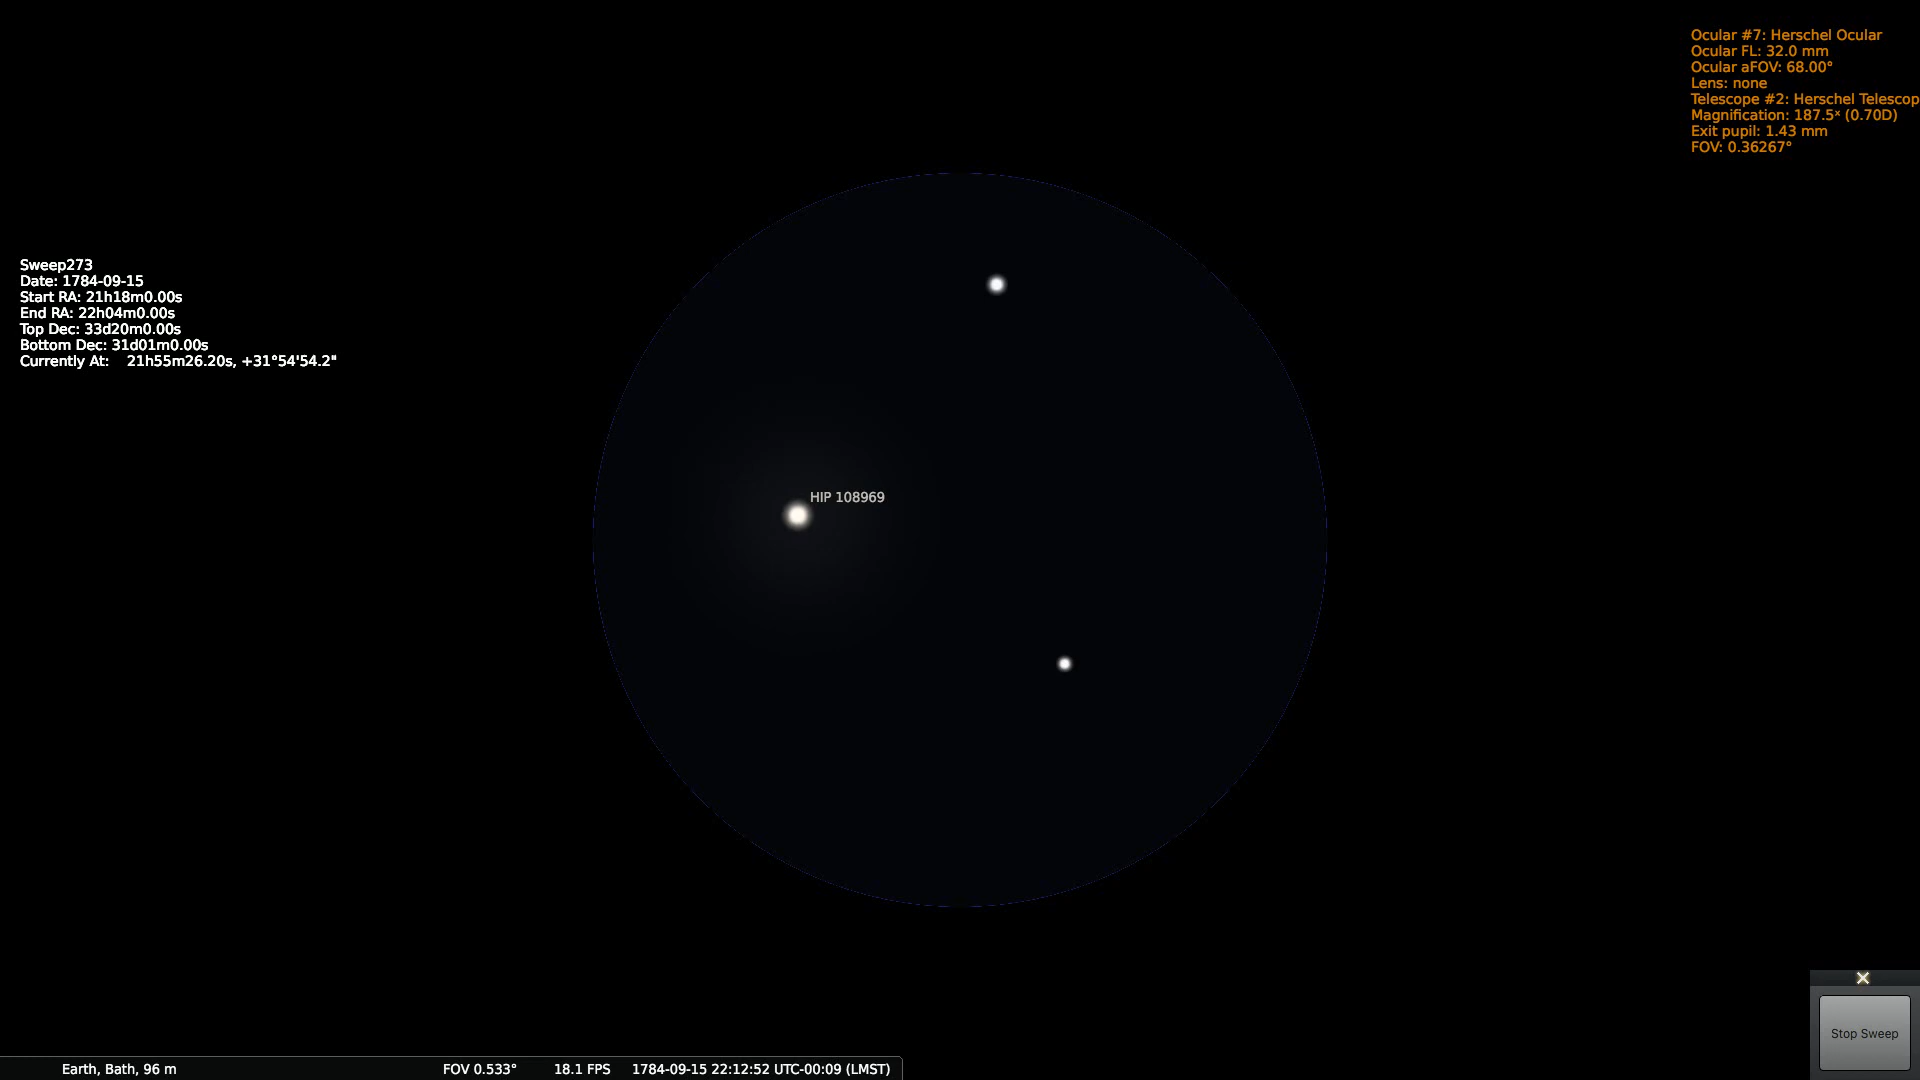 Ocular #7: Herschel Ocular
Ocular FL: 32.0 mm
Ocular aFOV: 68.00°
Lens: none
Telescope #2: Herschel Telescop
Magnification: 187.5ˣ (0.70D)
Exit pupil: 1.43 mm
FOV: 0.36267°
Sweep273
Date: 1784-09-15
Start RA: 21h18m0.00s
End RA: 22h04m0.00s
Top Dec: 33d20m0.00s
Bottom Dec: 31d01m0.00s
Currently At: 21h55m26.20s, +31°54'54.2"
HIP 108969
Stop Sweep
Earth, Bath, 96 m FOV 0.533° 18.1 FPS 1784-09-15 22:12:52 UTC-00:09 (LMST)